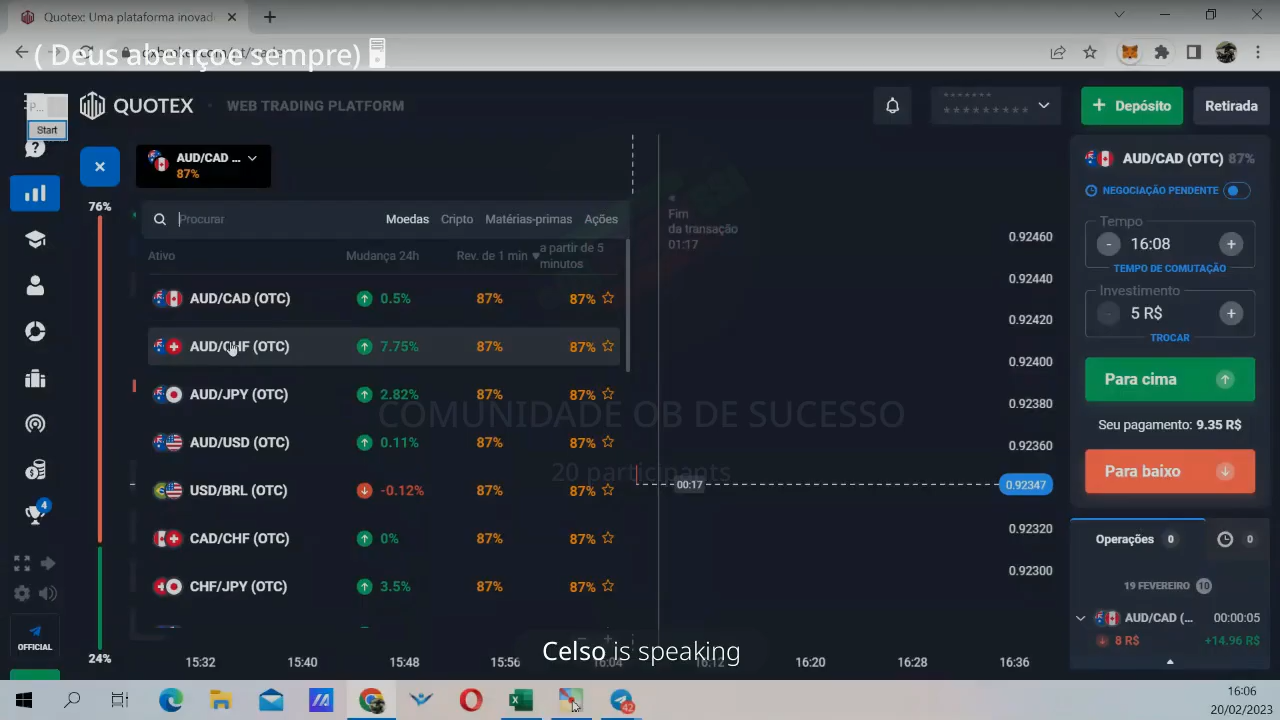 Quotex: Uma plataforma inovad
( Deus abençoe sempre)
P...
Start
QUOTEX
WEB TRADING PLATFORM
*******
*********
Depósito
Retirada
AUD/CAD ...
87%
76%
24%
Procurar
Moedas
Cripto
Matérias-primas
Ações
Ativo
Mudança 24h
Rev. de 1 min
a partir de 5
minutos
AUD/CAD (OTC) 0.5% 87% 87%
AUD/CHF (OTC) 7.75% 87% 87%
AUD/JPY (OTC) 2.82% 87% 87%
AUD/USD (OTC) 0.11% 87% 87%
USD/BRL (OTC) -0.12% 87% 87%
CAD/CHF (OTC) 0% 87% 87%
CHF/JPY (OTC) 3.5% 87% 87%
Fim
da transação
01:17
COMUNIDADE OB DE SUCESSO
20 participants
00:17
0.92460
0.92440
0.92420
0.92400
0.92380
0.92360
0.92347
0.92320
0.92300
15:32 15:40 15:48 15:56 16:04 16:12 16:20 16:28 16:36
Celso is speaking
AUD/CAD (OTC) 87%
NEGOCIAÇÃO PENDENTE
Tempo
- 16:08 +
TEMPO DE COMUTAÇÃO
Investimento
- 5 R$ +
TROCAR
Para cima
Seu pagamento: 9.35 R$
Para baixo
Operações 0
0
19 FEVEREIRO 10
AUD/CAD (... 00:00:05
8 R$ +14.96 R$
4
OFFICIAL
42
16:06
20/02/2023